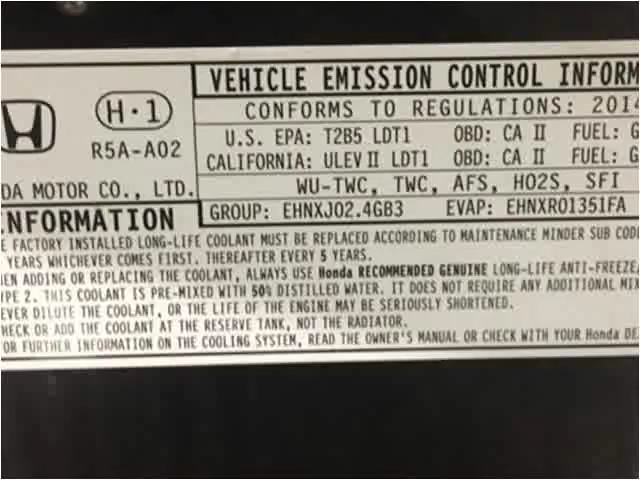 VEHICLE EMISSION CONTROL INFORM
H·1
CONFORMS TO REGULATIONS: 201
R5A-A02
U.S. EPA: T2B5 LDT1 OBD: CA II FUEL: G
CALIFORNIA: ULEV II LDT1 OBD: CA II FUEL: G
DA MOTOR CO., LTD.
WU-TWC, TWC, AFS, HO2S, SFI
NFORMATION
GROUP: EHNXJ02.4GB3 EVAP: EHNXR01351FA
E FACTORY INSTALLED LONG-LIFE COOLANT MUST BE REPLACED ACCORDING TO MAINTENANCE MINDER SUB CODE
YEARS WHICHEVER COMES FIRST. THEREAFTER EVERY 5 YEARS.
EN ADDING OR REPLACING THE COOLANT, ALWAYS USE Honda RECOMMENDED GENUINE LONG-LIFE ANTI-FREEZE/
YPE 2. THIS COOLANT IS PRE-MIXED WITH 50% DISTILLED WATER. IT DOES NOT REQUIRE ANY ADDITIONAL MIX
EVER DILUTE THE COOLANT, OR THE LIFE OF THE ENGINE MAY BE SERIOUSLY SHORTENED.
HECK OR ADD THE COOLANT AT THE RESERVE TANK, NOT THE RADIATOR.
OR FURTHER INFORMATION ON THE COOLING SYSTEM, READ THE OWNER'S MANUAL OR CHECK WITH YOUR Honda DE